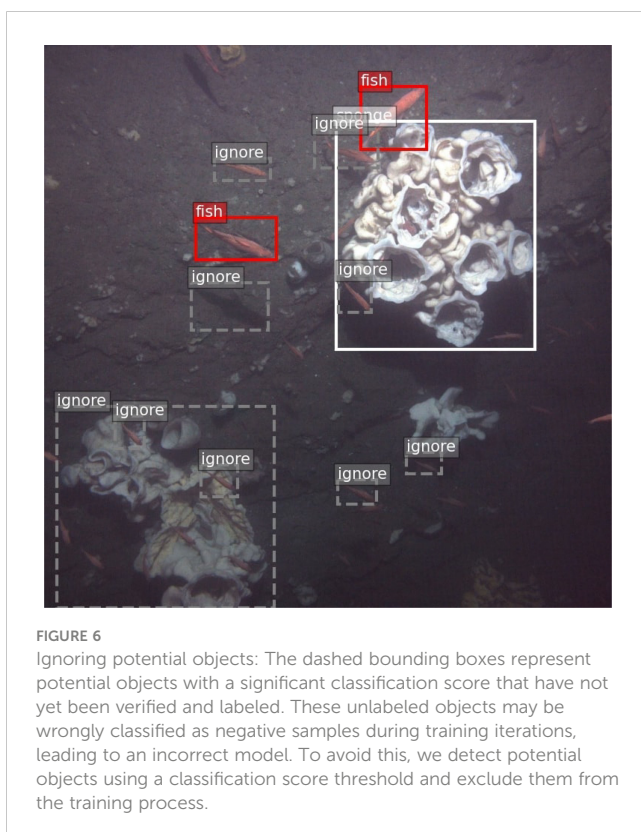 fish
sponge
ignore
ignore
fish
ignore
ignore
ignore
ignore
ignore
ignore
ignore
FIGURE 6
Ignoring potential objects: The dashed bounding boxes represent
potential objects with a significant classification score that have not
yet been verified and labeled. These unlabeled objects may be
wrongly classified as negative samples during training iterations,
leading to an incorrect model. To avoid this, we detect potential
objects using a classification score threshold and exclude them from
the training process.